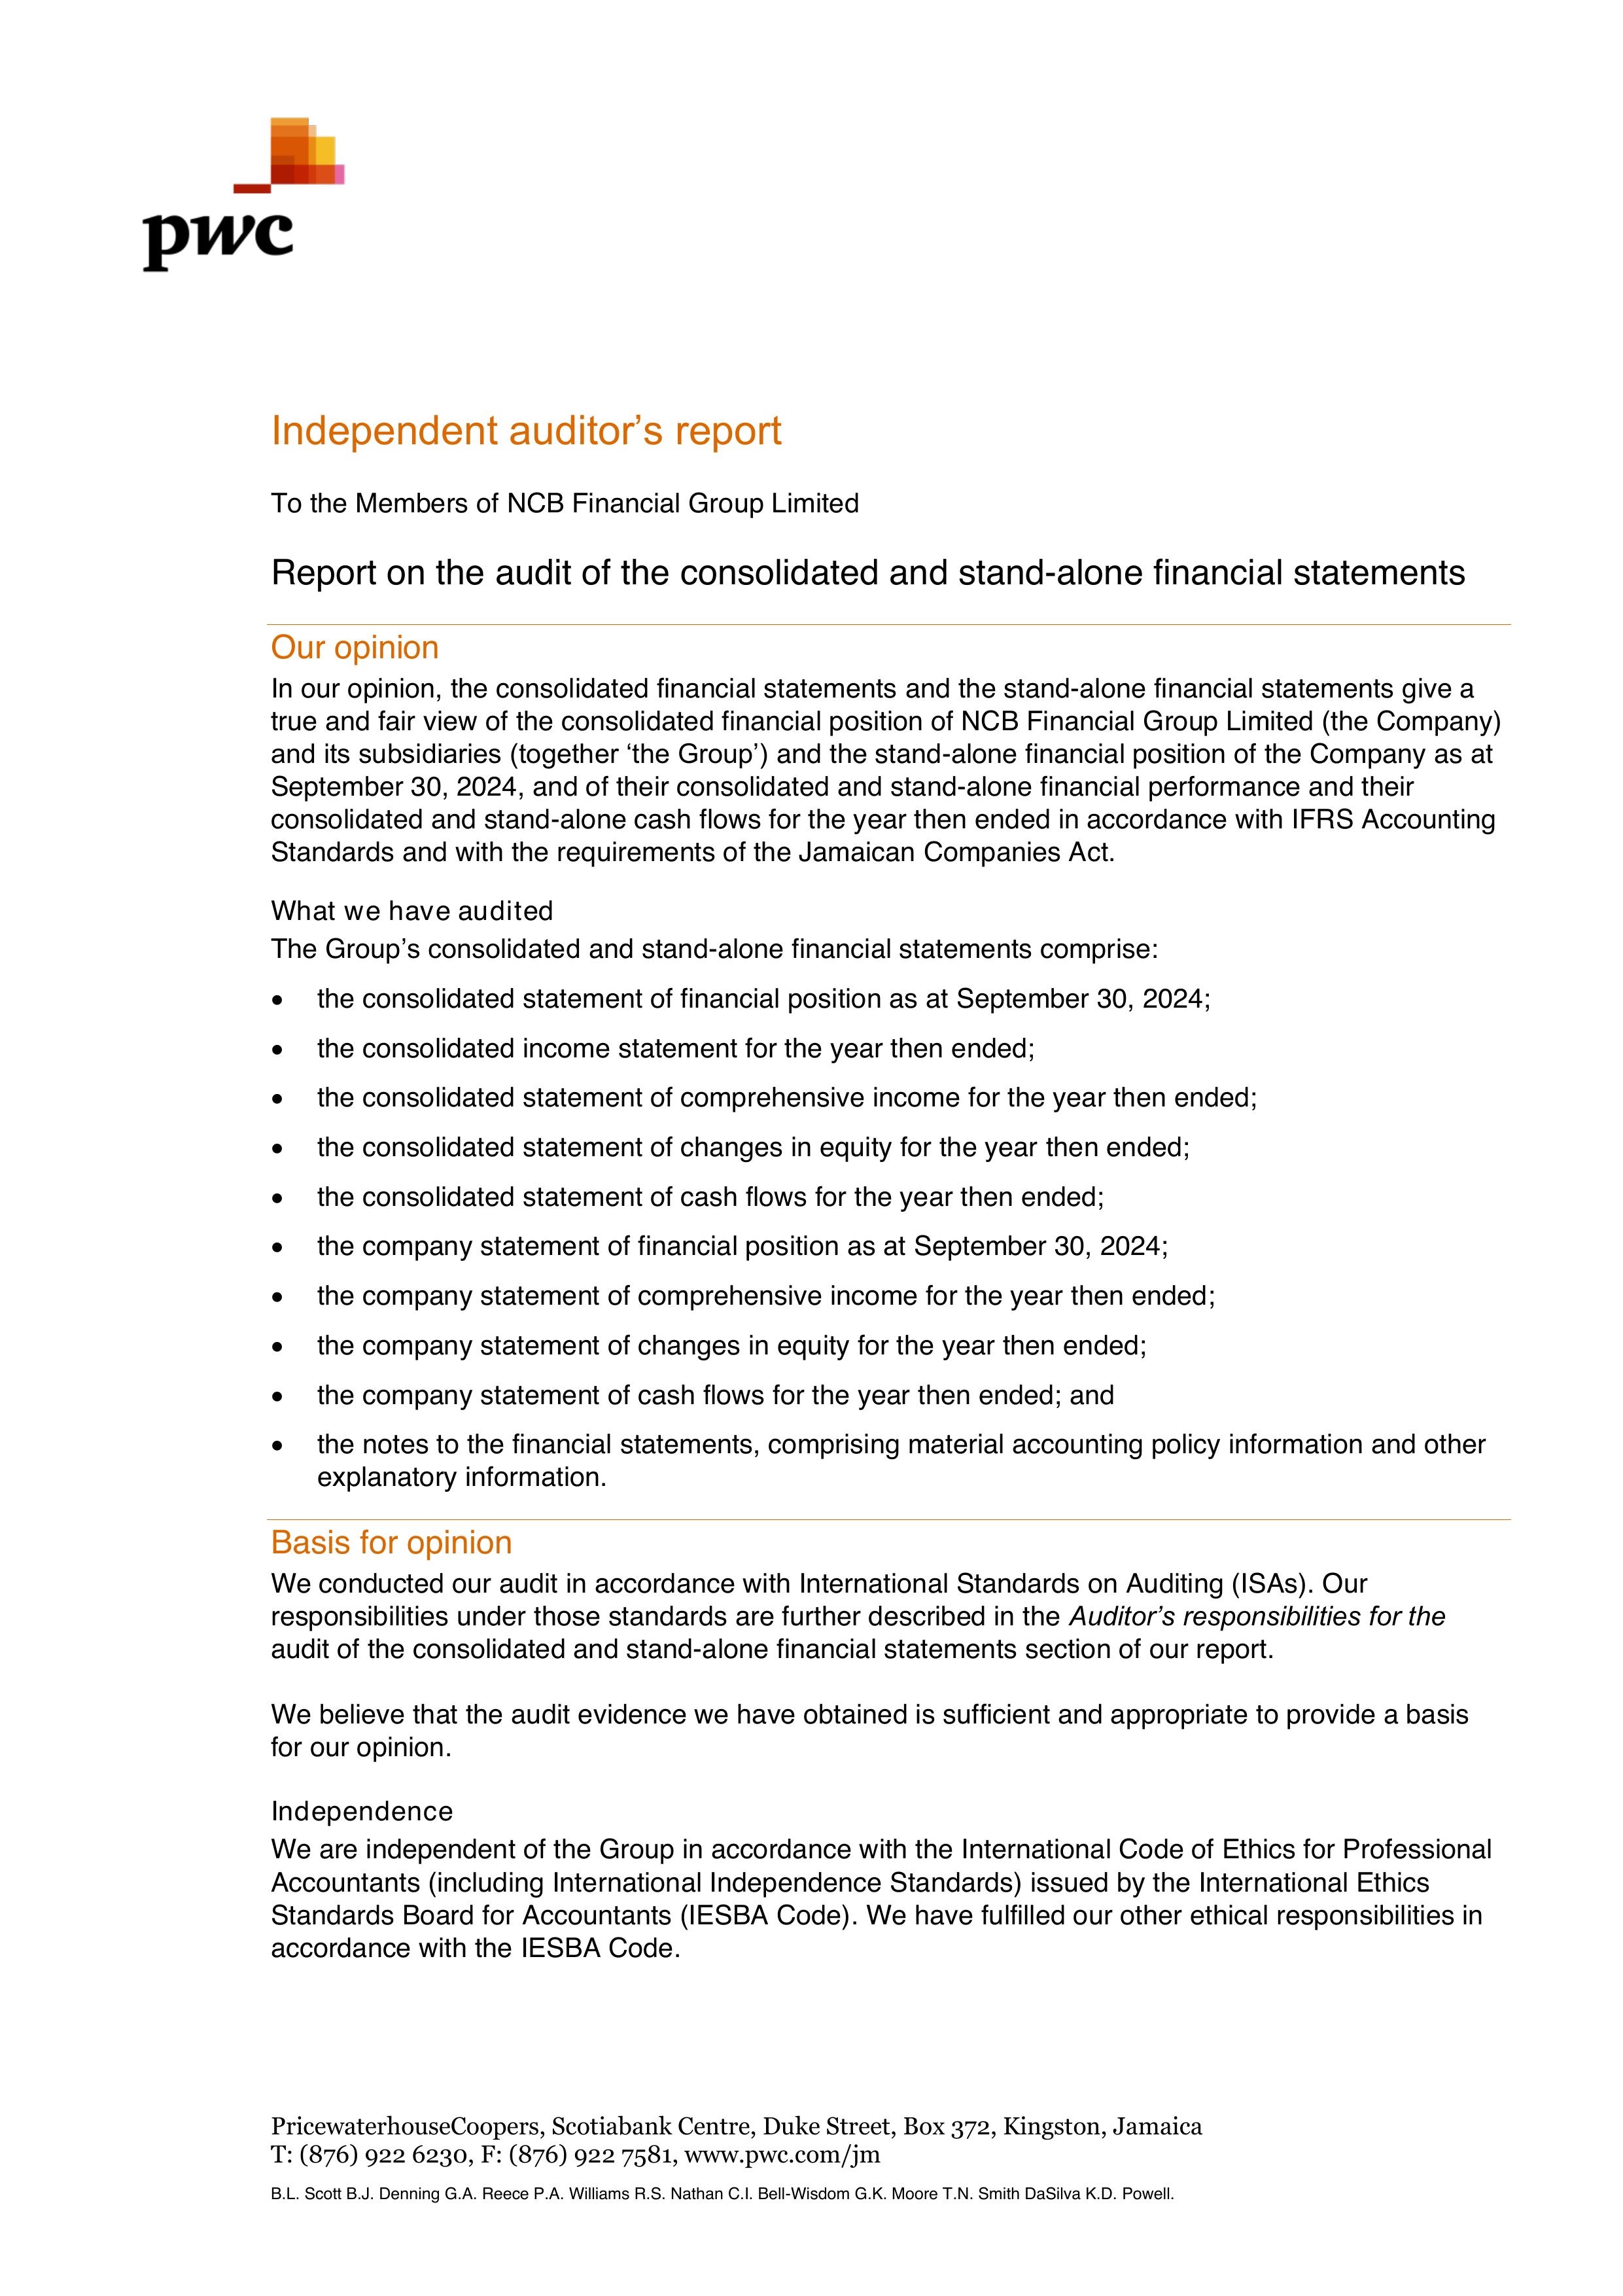 pwc
Independent auditor’s report
To the Members of NCB Financial Group Limited
Report on the audit of the consolidated and stand-alone financial statements
Our opinion
In our opinion, the consolidated financial statements and the stand-alone financial statements give a
true and fair view of the consolidated financial position of NCB Financial Group Limited (the Company)
and its subsidiaries (together ‘the Group’) and the stand-alone financial position of the Company as at
September 30, 2024, and of their consolidated and stand-alone financial performance and their
consolidated and stand-alone cash flows for the year then ended in accordance with IFRS Accounting
Standards and with the requirements of the Jamaican Companies Act.
What we have audited
The Group’s consolidated and stand-alone financial statements comprise:
• the consolidated statement of financial position as at September 30, 2024;
• the consolidated income statement for the year then ended;
• the consolidated statement of comprehensive income for the year then ended;
• the consolidated statement of changes in equity for the year then ended;
• the consolidated statement of cash flows for the year then ended;
• the company statement of financial position as at September 30, 2024;
• the company statement of comprehensive income for the year then ended;
• the company statement of changes in equity for the year then ended;
• the company statement of cash flows for the year then ended; and
• the notes to the financial statements, comprising material accounting policy information and other
explanatory information.
Basis for opinion
We conducted our audit in accordance with International Standards on Auditing (ISAs). Our
responsibilities under those standards are further described in the Auditor’s responsibilities for the
audit of the consolidated and stand-alone financial statements section of our report.
We believe that the audit evidence we have obtained is sufficient and appropriate to provide a basis
for our opinion.
Independence
We are independent of the Group in accordance with the International Code of Ethics for Professional
Accountants (including International Independence Standards) issued by the International Ethics
Standards Board for Accountants (IESBA Code). We have fulfilled our other ethical responsibilities in
accordance with the IESBA Code.
PricewaterhouseCoopers, Scotiabank Centre, Duke Street, Box 372, Kingston, Jamaica
T: (876) 922 6230, F: (876) 922 7581, www.pwc.com/jm
B.L. Scott B.J. Denning G.A. Reece P.A. Williams R.S. Nathan C.I. Bell-Wisdom G.K. Moore T.N. Smith DaSilva K.D. Powell.